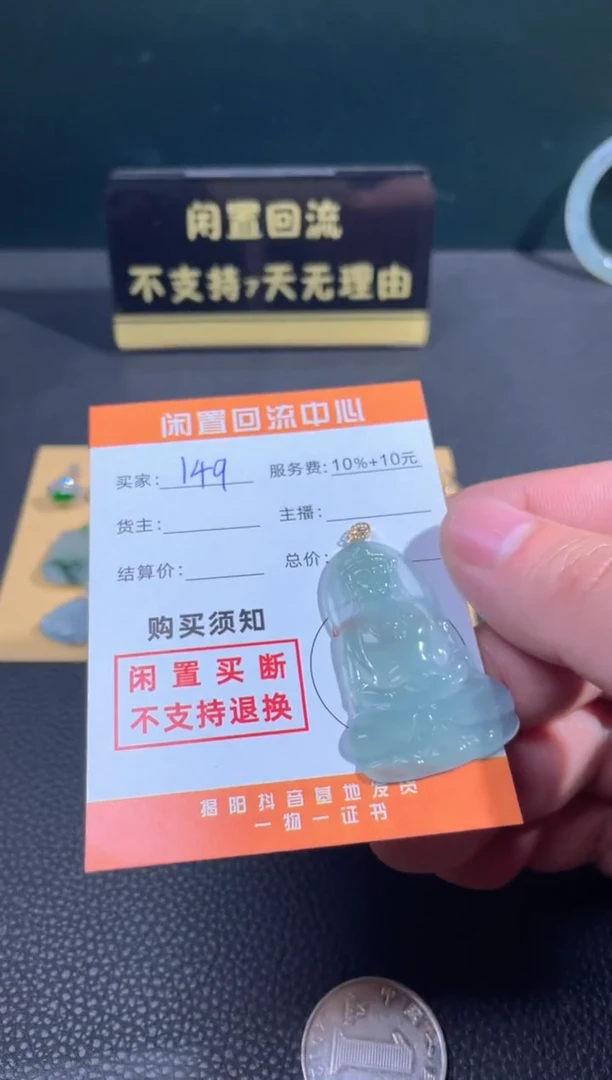 闲置回流
不支持7天无理由
闲置回流中心
买家: 149 服务费: 10%+10元
货主: 主播:
结算价: 总价:
购买须知
闲置买断
不支持退换
揭阳抖音基地发货
一物一证书
1